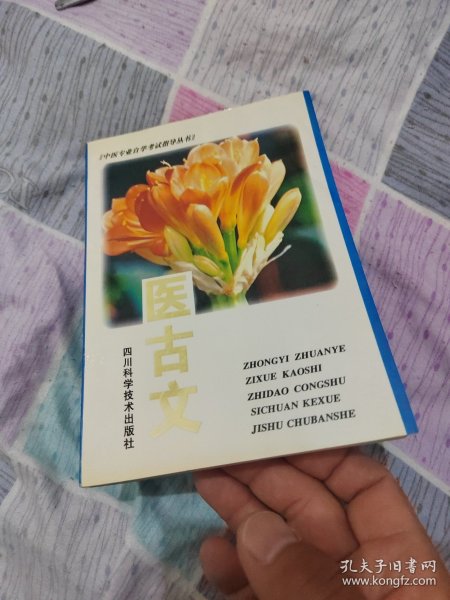 《中医专业自学考试指导丛书》
医古文
四川科学技术出版社
ZHONGYI ZHUANYE
ZIXUE KAOSHI
ZHIDAO CONGSHU
SICHUAN KEXUE
JISHU CHUBANSHE
孔夫子旧书网
www.kongfz.com